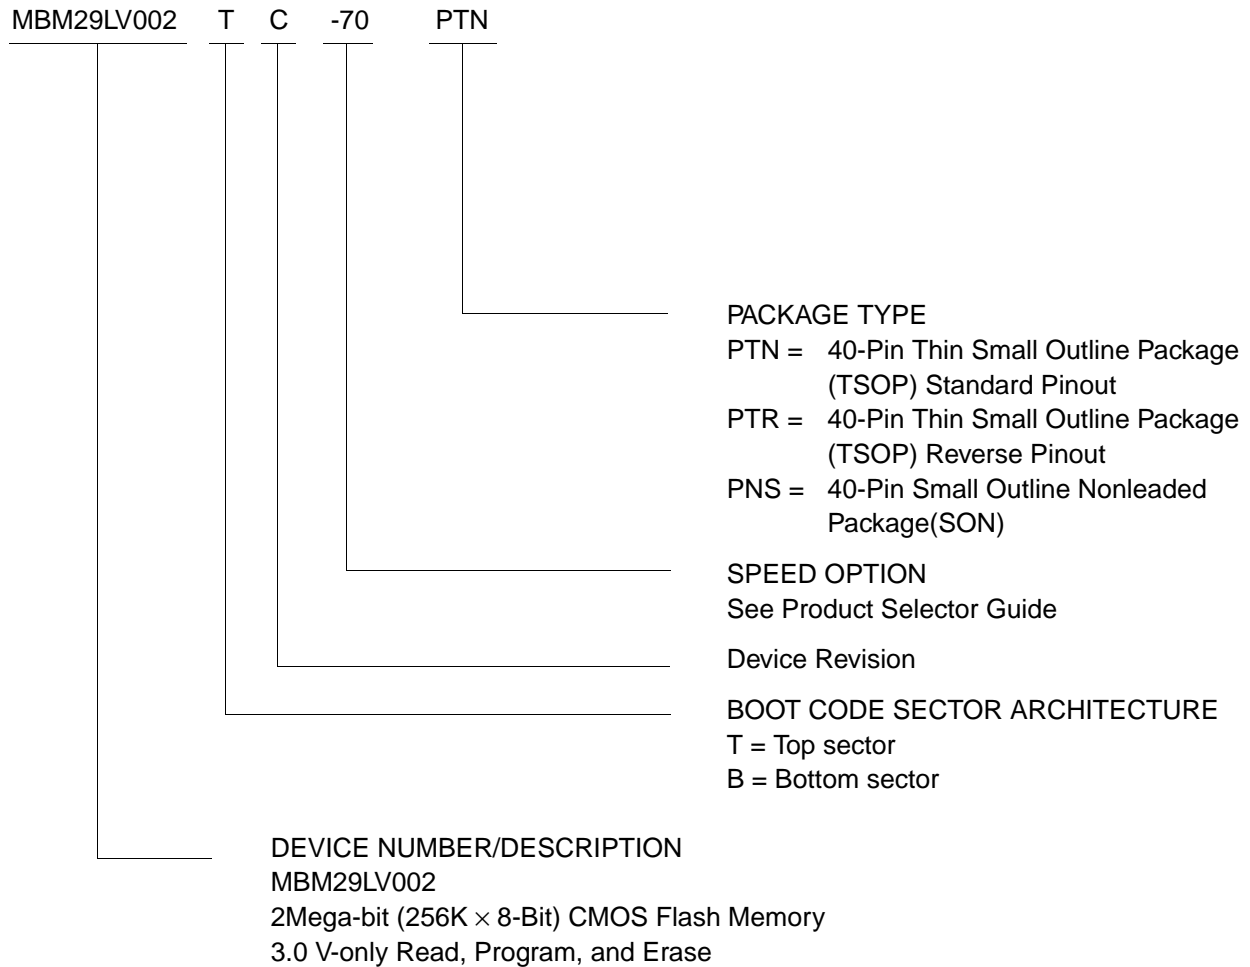 MBM29LV002 T C -70 PTN
PACKAGE TYPE
PTN = 40-Pin Thin Small Outline Package
(TSOP) Standard Pinout
PTR = 40-Pin Thin Small Outline Package
(TSOP) Reverse Pinout
PNS = 40-Pin Small Outline Nonleaded
Package(SON)
SPEED OPTION
See Product Selector Guide
Device Revision
BOOT CODE SECTOR ARCHITECTURE
T = Top sector
B = Bottom sector
DEVICE NUMBER/DESCRIPTION
MBM29LV002
2Mega-bit (256K × 8-Bit) CMOS Flash Memory
3.0 V-only Read, Program, and Erase